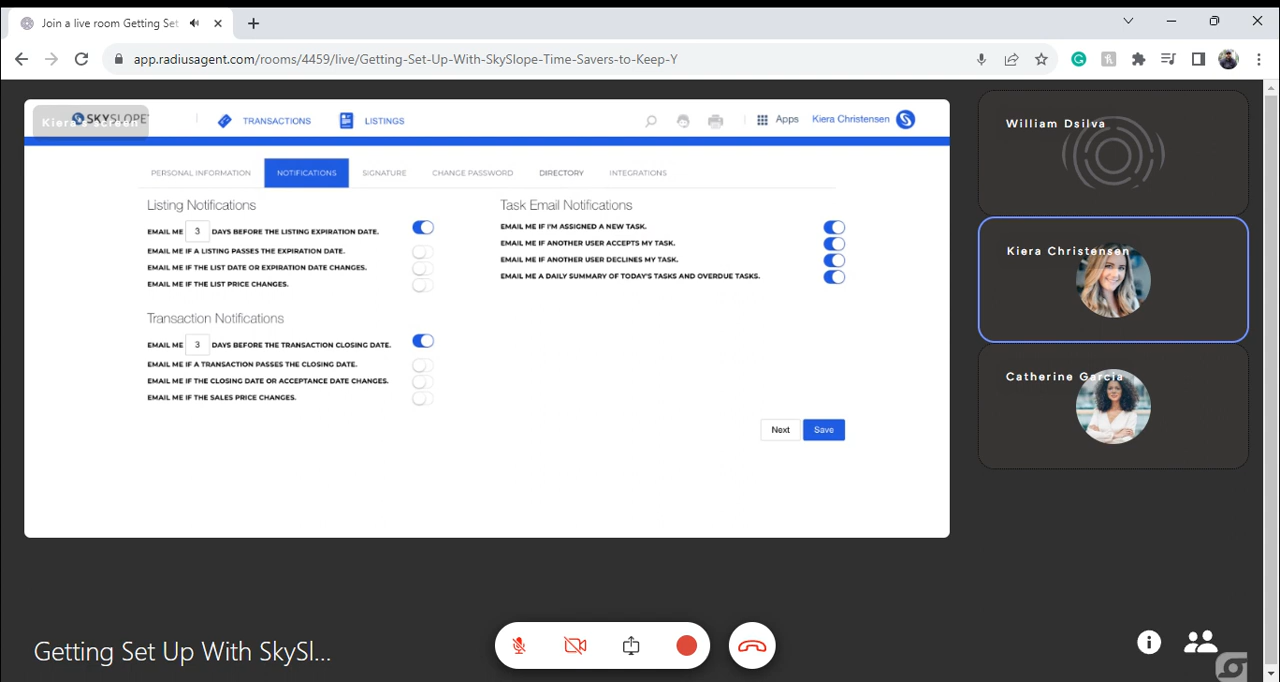 Join a live room Getting Set
app.radiusagent.com/rooms/4459/live/Getting-Set-Up-With-SkySlope-Time-Savers-to-Keep-Y
Kiera's screen
SKYSLOPE
TRANSACTIONS
LISTINGS
Apps
Kiera Christensen
PERSONAL INFORMATION
NOTIFICATIONS
SIGNATURE
CHANGE PASSWORD
DIRECTORY
INTEGRATIONS
Listing Notifications
EMAIL ME 3 DAYS BEFORE THE LISTING EXPIRATION DATE.
EMAIL ME IF A LISTING PASSES THE EXPIRATION DATE.
EMAIL ME IF THE LIST DATE OR EXPIRATION DATE CHANGES.
EMAIL ME IF THE LIST PRICE CHANGES.
Transaction Notifications
EMAIL ME 3 DAYS BEFORE THE TRANSACTION CLOSING DATE.
EMAIL ME IF A TRANSACTION PASSES THE CLOSING DATE.
EMAIL ME IF THE CLOSING DATE OR ACCEPTANCE DATE CHANGES.
EMAIL ME IF THE SALES PRICE CHANGES.
Task Email Notifications
EMAIL ME IF I'M ASSIGNED A NEW TASK.
EMAIL ME IF ANOTHER USER ACCEPTS MY TASK.
EMAIL ME IF ANOTHER USER DECLINES MY TASK.
EMAIL ME A DAILY SUMMARY OF TODAY'S TASKS AND OVERDUE TASKS.
Next
Save
William Dsilva
Kiera Christensen
Catherine Garcia
Getting Set Up With SkySl...